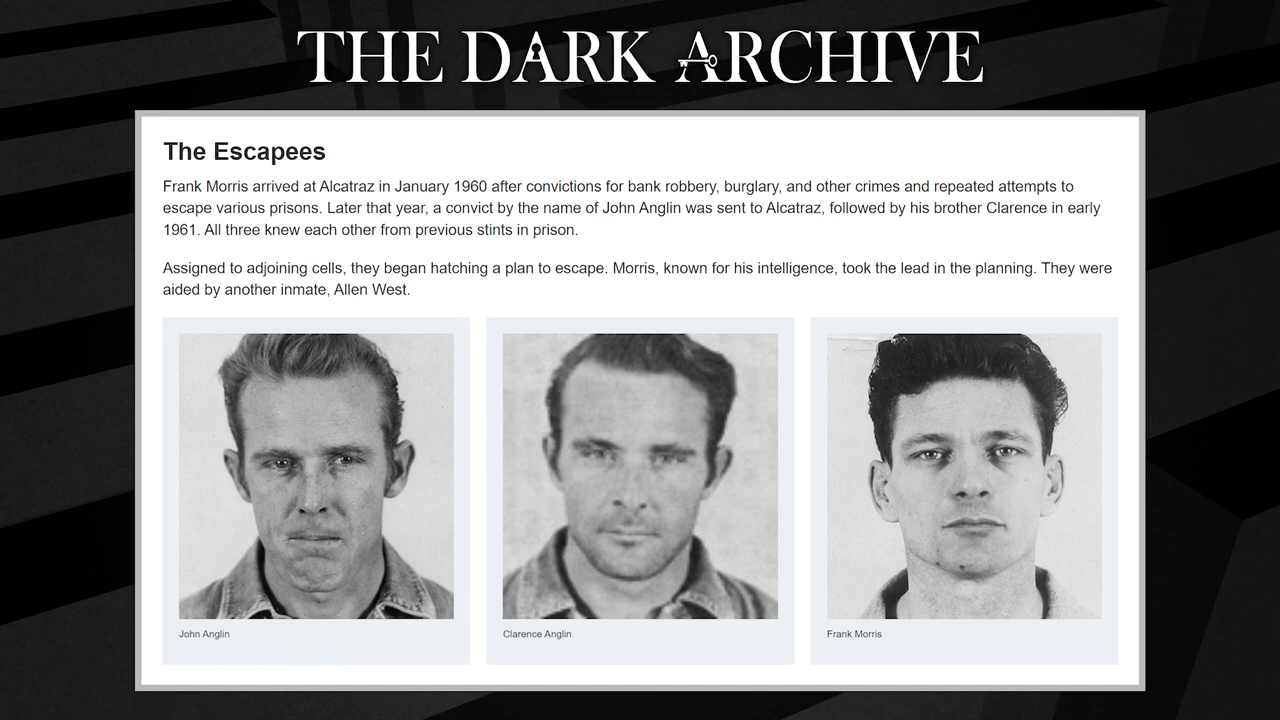 THE DARK ARCHIVE
The Escapees
Frank Morris arrived at Alcatraz in January 1960 after convictions for bank robbery, burglary, and other crimes and repeated attempts to
escape various prisons. Later that year, a convict by the name of John Anglin was sent to Alcatraz, followed by his brother Clarence in early
1961. All three knew each other from previous stints in prison.
Assigned to adjoining cells, they began hatching a plan to escape. Morris, known for his intelligence, took the lead in the planning. They were
aided by another inmate, Allen West.
John Anglin
Clarence Anglin
Frank Morris